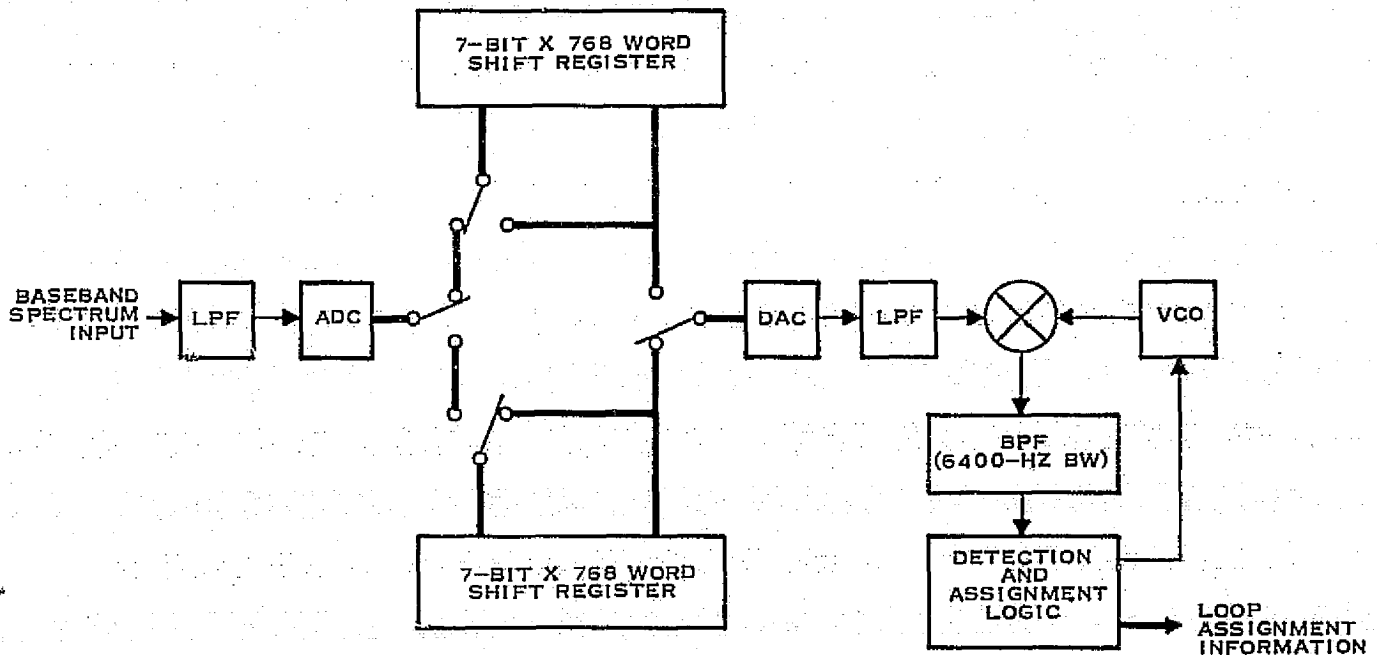 7-BIT X 768 WORD
SHIFT REGISTER
BASEBAND
SPECTRUM
INPUT
LPF
ADC
DAC
LPF
VCO
BPF
(6400-HZ BW)
7-BIT X 768 WORD
SHIFT REGISTER
DETECTION
AND
ASSIGNMENT
LOGIC
LOOP
ASSIGNMENT
INFORMATION